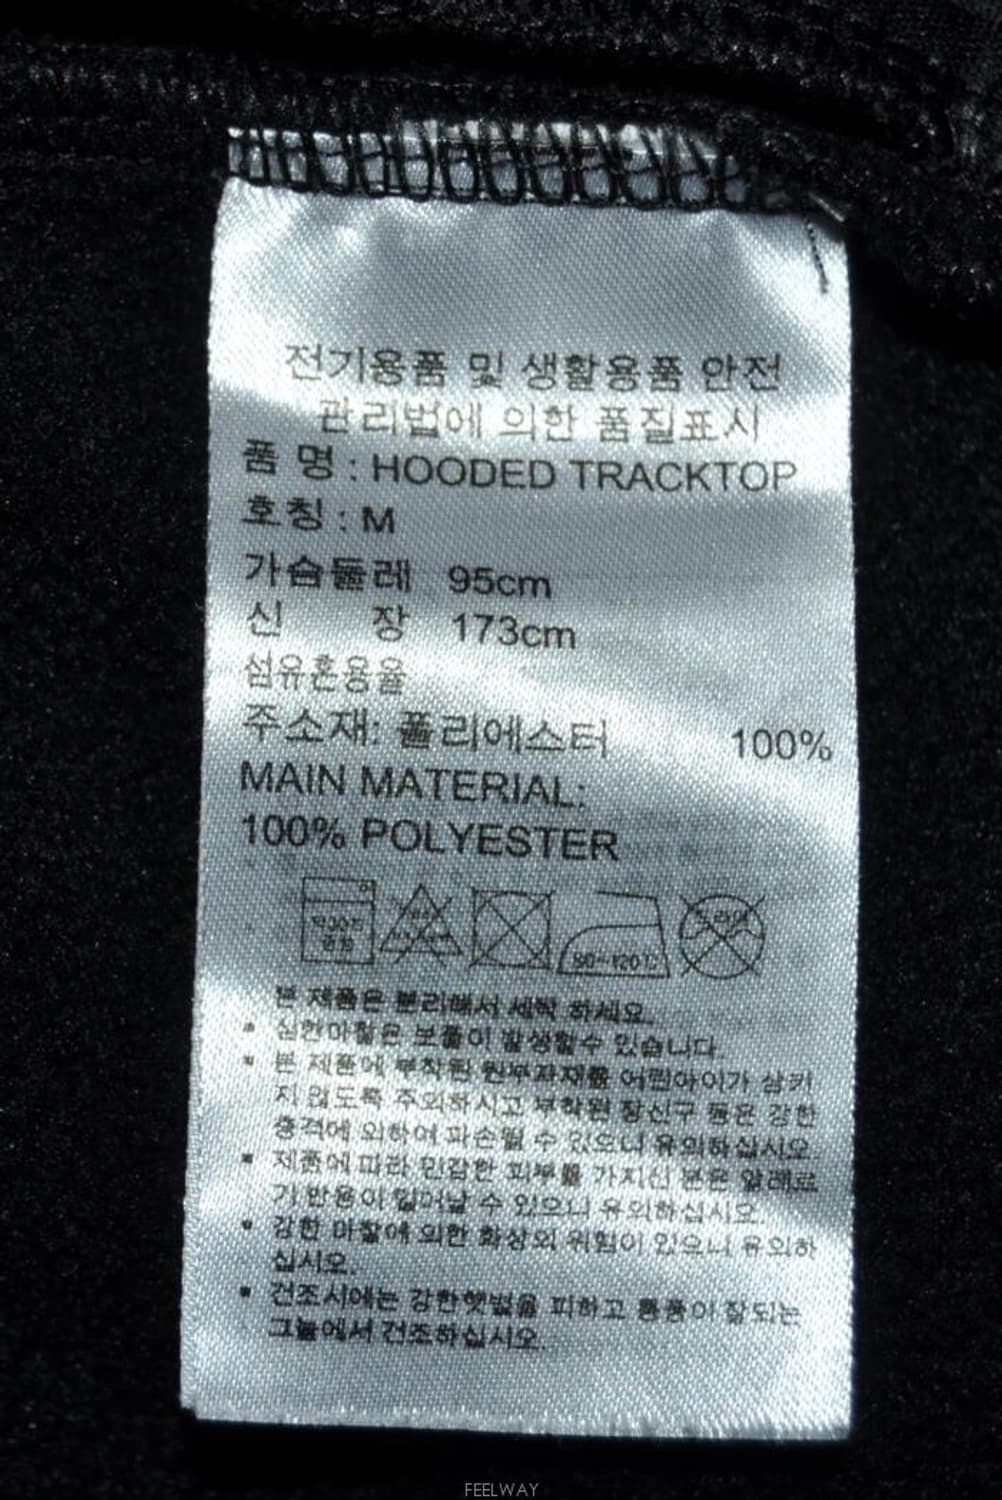 전기용품 및 생활용품 안전
관리법에 의한 품질표시
품 명 : HOODED TRACKTOP
호칭 : M
가슴둘레 95cm
신 장 173cm
섬유혼용율
주소재: 폴리에스터 100%
MAIN MATERIAL:
100% POLYESTER
약30℃
중성
80~120℃
드라이
본 제품은 분리해서 세탁 하세요.
▪ 심한마찰은 보풀이 발생할수 있습니다.
▪ 본 제품에 부착된 원부자재를 어린아이가 삼키
지 않도록 주의하시고 부착된 장신구 등은 강한
충격에 의하여 파손될 수 있으니 유의하십시오.
▪ 제품에 따라 민감한 피부를 가지신 분은 알레르
기 반응이 일어날 수 있으니 유의하십시오.
▪ 강한 마찰에 의한 화상의 위험이 있으니 유의하
십시오.
▪ 건조시에는 강한햇볕을 피하고 통풍이 잘되는
그늘에서 건조하십시오.
FEELWAY